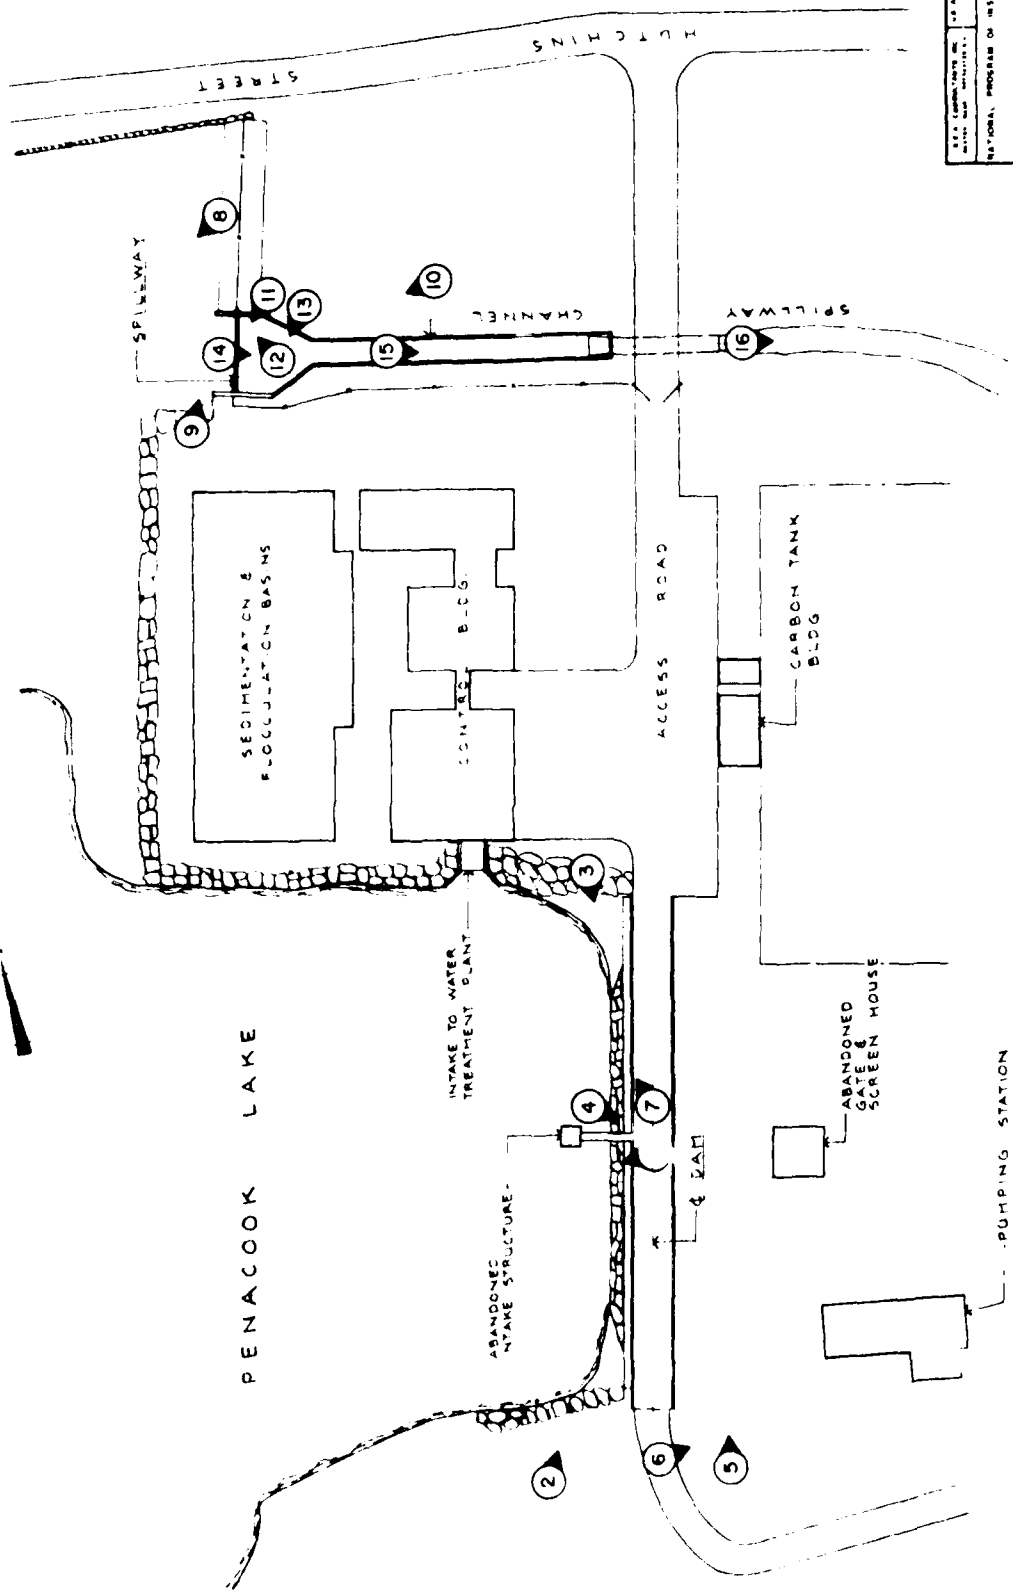 PENACOOK LAKE
ABANDONED
INTAKE STRUCTURE
INTAKE TO WATER
TREATMENT PLANT
SEDIMENTATION &
FLOCCULATION BASINS
CONTROL BLDG.
SPILLWAY
HUTCHINS STREET
SPILLWAY CHANNEL
ACCESS ROAD
CARBON TANK
BLDG
ABANDONED
GATE &
SCREEN HOUSE
PUMPING STATION
℄ DAM
2
3
4
5
6
7
8
9
10
11
12
13
14
15
16
NATIONAL PROGRAM OF INS